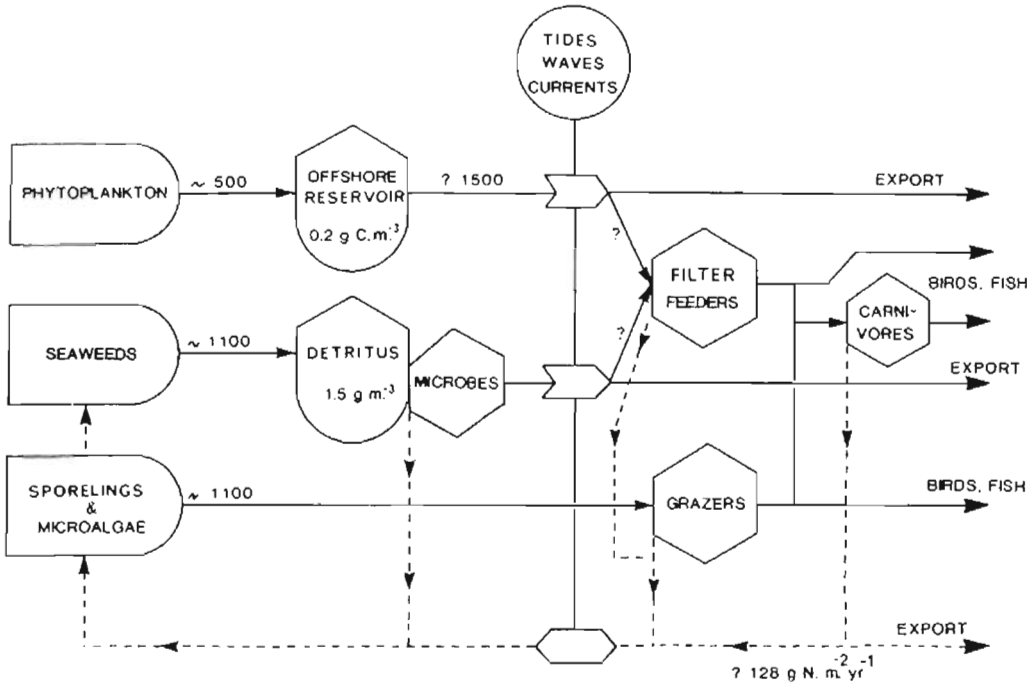 TIDES
WAVES
CURRENTS
PHYTOPLANKTON
~ 500
OFFSHORE
RESERVOIR
0.2 g C.m.⁻³
? 1500
EXPORT
?
FILTER
FEEDERS
BIRDS, FISH
CARNI-
VORES
SEAWEEDS
~ 1100
DETRITUS
1.5 g m.⁻³
MICROBES
?
EXPORT
SPORELINGS
&
MICROALGAE
~ 1100
GRAZERS
BIRDS, FISH
EXPORT
? 128 g N. m.⁻² yr⁻¹